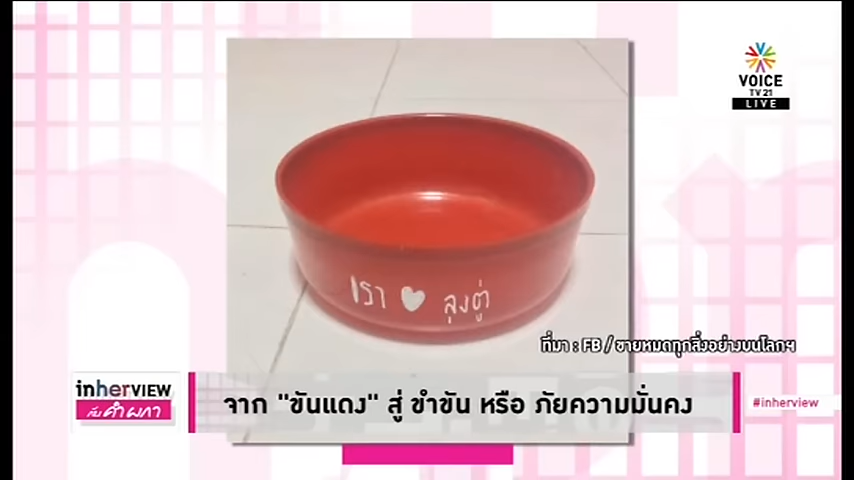 VOICE
TV 21
LIVE
เรา ลุงตู่
ที่มา : FB / ขายหมดทุกสิ่งอย่างบนโลกฯ
inherVIEW
กับ คำ ผกา
จาก "ขันแดง" สู่ ขำขัน หรือ ภัยความมั่นคง
#inherview